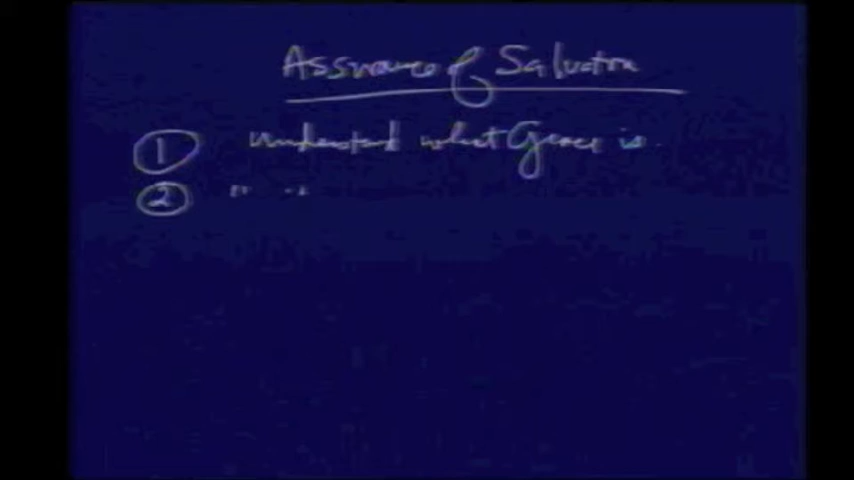 Assurance of Salvation
1 understand what Grace is.
2 " "